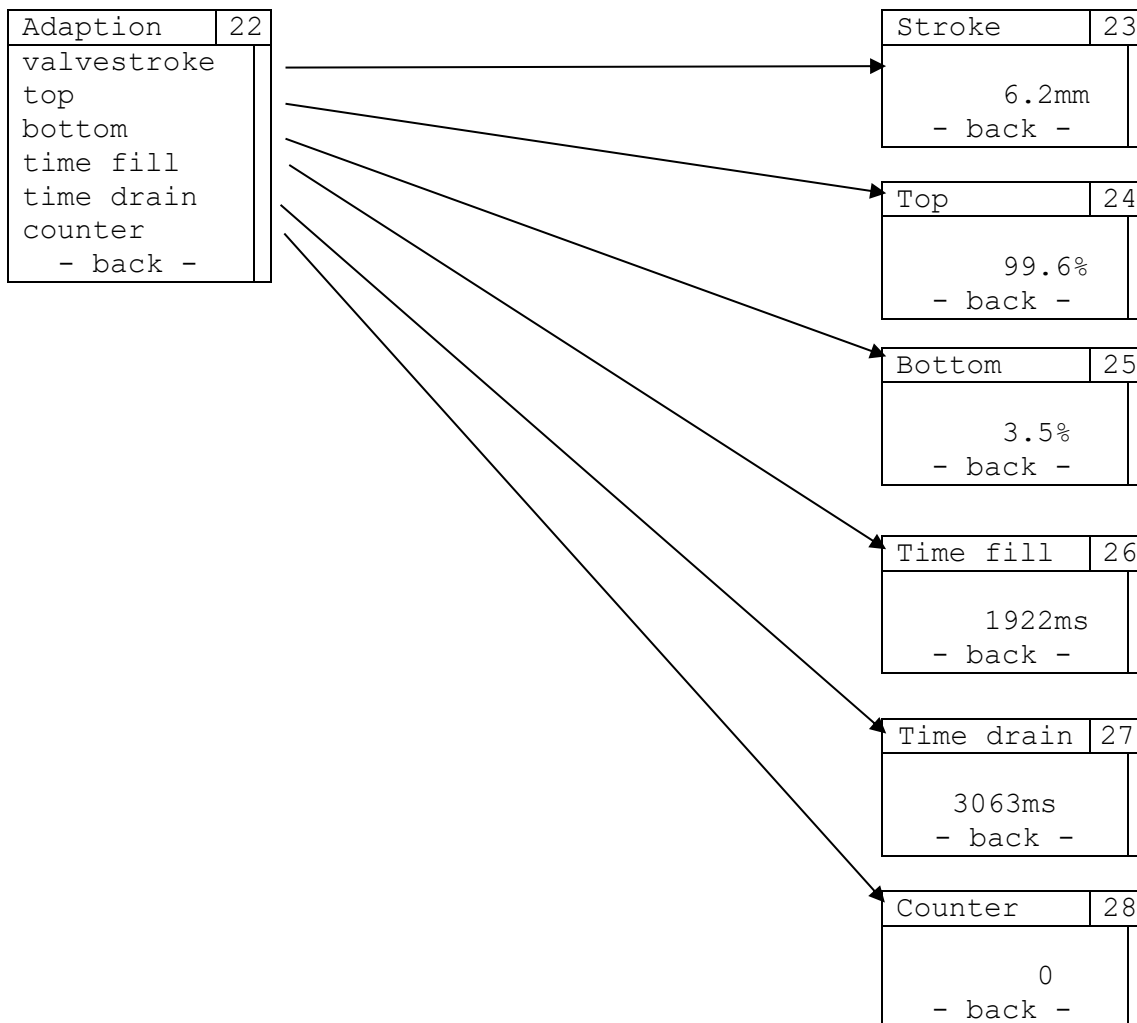 Adaption 22
valvestroke
top
bottom
time fill
time drain
counter
- back -
Stroke 23
6.2mm
- back -
Top 24
99.6%
- back -
Bottom 25
3.5%
- back -
Time fill 26
1922ms
- back -
Time drain 27
3063ms
- back -
Counter 28
0
- back -